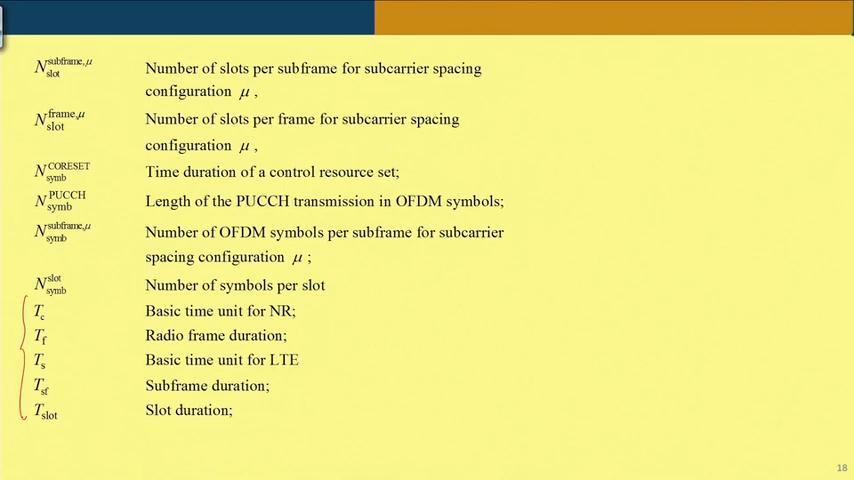 N_slot^subframe,μ Number of slots per subframe for subcarrier spacing
configuration μ ,
N_slot^frame,μ Number of slots per frame for subcarrier spacing
configuration μ ,
N_symb^CORESET Time duration of a control resource set;
N_symb^PUCCH Length of the PUCCH transmission in OFDM symbols;
N_symb^subframe,μ Number of OFDM symbols per subframe for subcarrier
spacing configuration μ ;
N_symb^slot Number of symbols per slot
T_c Basic time unit for NR;
T_f Radio frame duration;
T_s Basic time unit for LTE
T_sf Subframe duration;
T_slot Slot duration;
18